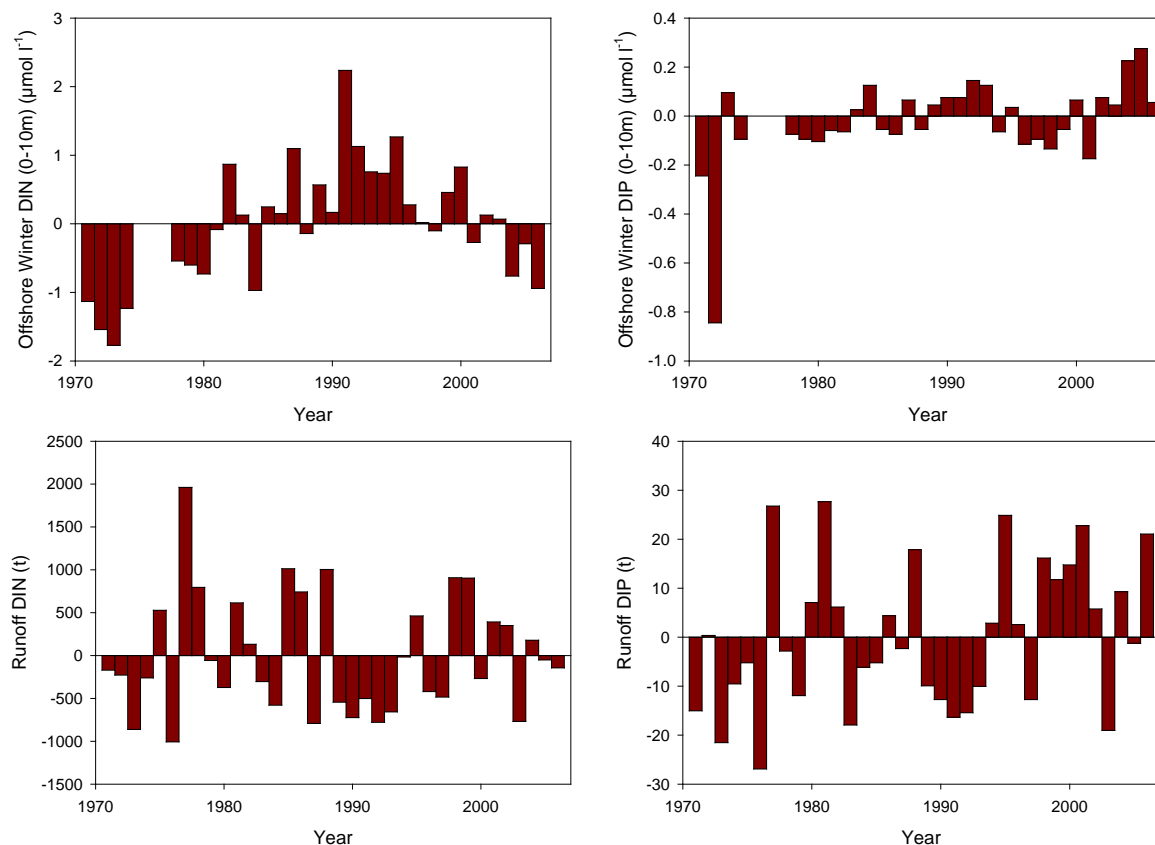 Offshore Winter DIN (0-10m) (µmol l⁻¹)
3
2
1
0
-1
-2
1970 1980 1990 2000
Year
Offshore Winter DIP (0-10m) (µmol l⁻¹)
0.4
0.2
0.0
-0.2
-0.4
-0.6
-0.8
-1.0
1970 1980 1990 2000
Year
Runoff DIN (t)
2500
2000
1500
1000
500
0
-500
-1000
-1500
1970 1980 1990 2000
Year
Runoff DIP (t)
40
30
20
10
0
-10
-20
-30
1970 1980 1990 2000
Year